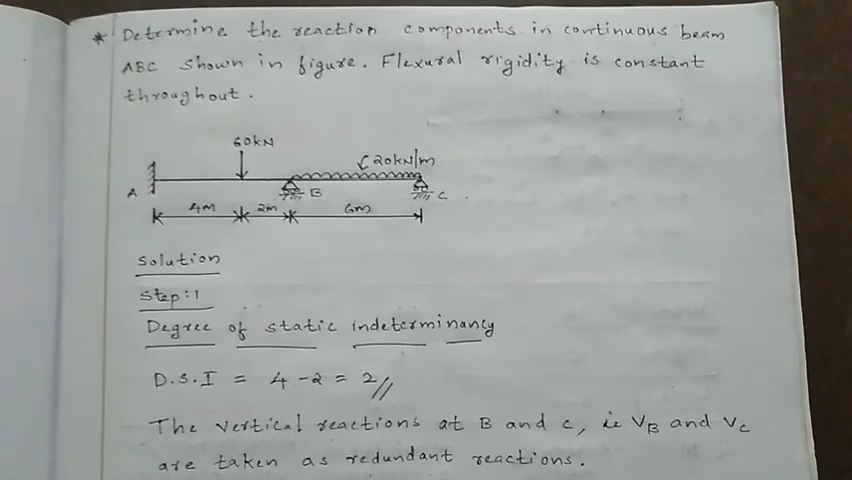 * Determine the reaction components in continuous beam
ABC shown in figure. Flexural rigidity is constant
throughout.
60kN
20kN/m
A
B
C
4m
2m
6m
Solution
Step:1
Degree of static indeterminancy
D.S.I = 4-2 = 2//
The vertical reactions at B and C, ie VB and VC
are taken as redundant reactions.